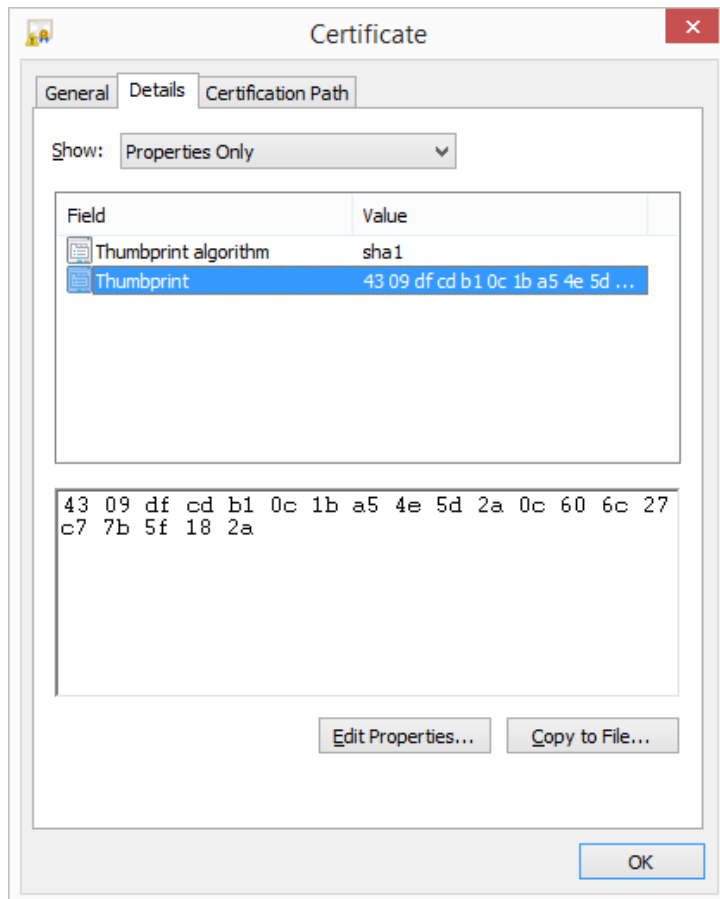 Certificate
General Details Certification Path
Show: Properties Only
Field Value
Thumbprint algorithm sha1
Thumbprint 43 09 df cd b1 0c 1b a5 4e 5d ...
43 09 df cd b1 0c 1b a5 4e 5d 2a 0c 60 6c 27
c7 7b 5f 18 2a
Edit Properties... Copy to File...
OK